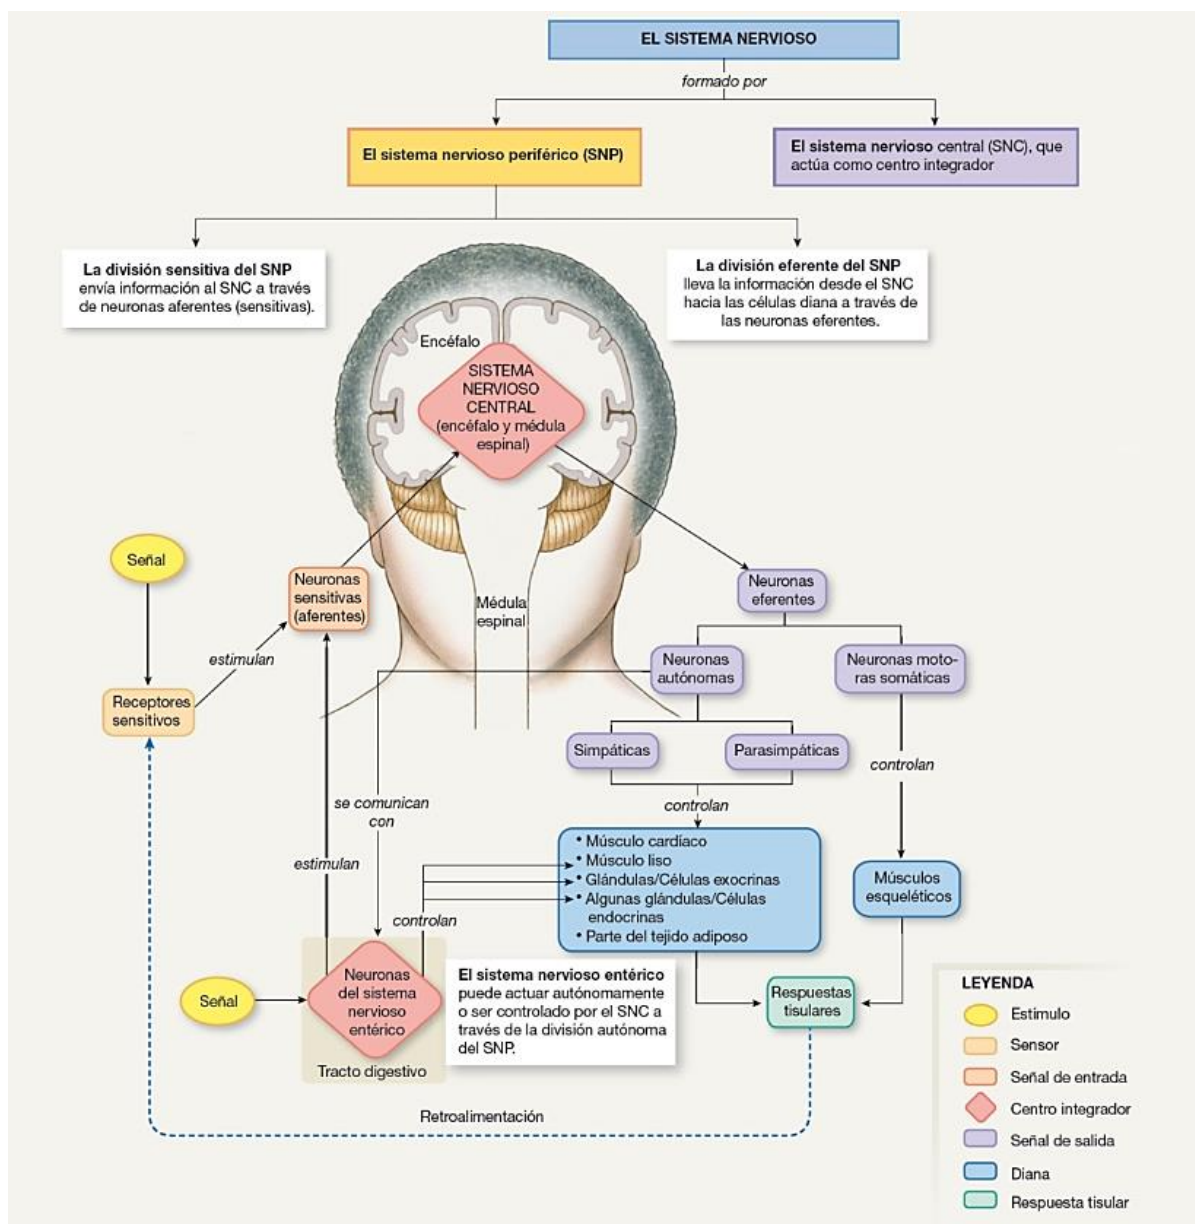 EL SISTEMA NERVIOSO
formado por
El sistema nervioso periférico (SNP)
El sistema nervioso central (SNC), que
actúa como centro integrador
La división sensitiva del SNP
envía información al SNC a través
de neuronas aferentes (sensitivas).
La división eferente del SNP
lleva la información desde el SNC
hacia las células diana a través de
las neuronas eferentes.
Encéfalo
SISTEMA
NERVIOSO
CENTRAL
(encéfalo y médula
espinal)
Señal
Neuronas
sensitivas
(aferentes)
Médula
espinal
Neuronas
eferentes
estimulan
Receptores
sensitivos
Neuronas
autónomas
Neuronas moto-
ras somáticas
Simpáticas
Parasimpáticas
controlan
se comunican
con
controlan
estimulan
controlan
• Músculo cardíaco
• Músculo liso
• Glándulas/Células exocrinas
• Algunas glándulas/Células
endocrinas
• Parte del tejido adiposo
Músculos
esqueléticos
Señal
Neuronas
del sistema
nervioso
entérico
Tracto digestivo
El sistema nervioso entérico
puede actuar autónomamente
o ser controlado por el SNC a
través de la división autónoma
del SNP.
Respuestas
tisulares
Retroalimentación
LEYENDA
Estímulo
Sensor
Señal de entrada
Centro integrador
Señal de salida
Diana
Respuesta tisular